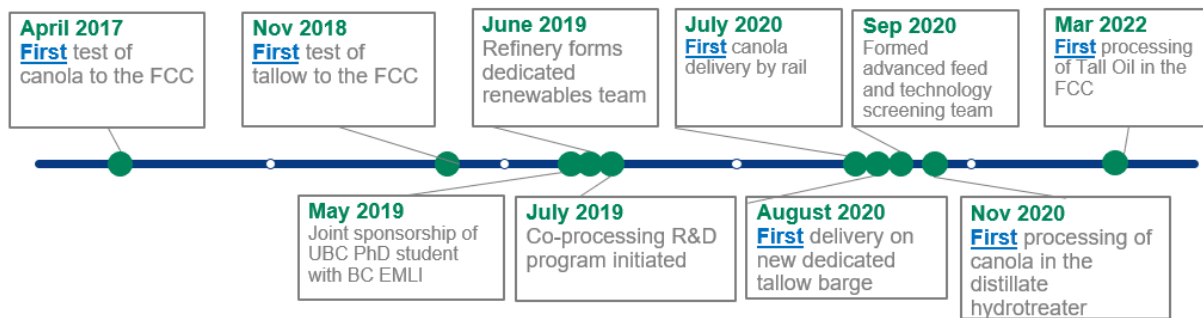 April 2017
First test of
canola to the FCC
Nov 2018
First test of
tallow to the FCC
June 2019
Refinery forms
dedicated
renewables team
July 2020
First canola
delivery by rail
Sep 2020
Formed
advanced feed
and technology
screening team
Mar 2022
First processing
of Tall Oil in the
FCC
May 2019
Joint sponsorship of
UBC PhD student
with BC EMLI
July 2019
Co-processing R&D
program initiated
August 2020
First delivery on
new dedicated
tallow barge
Nov 2020
First processing of
canola in the
distillate
hydrotreater